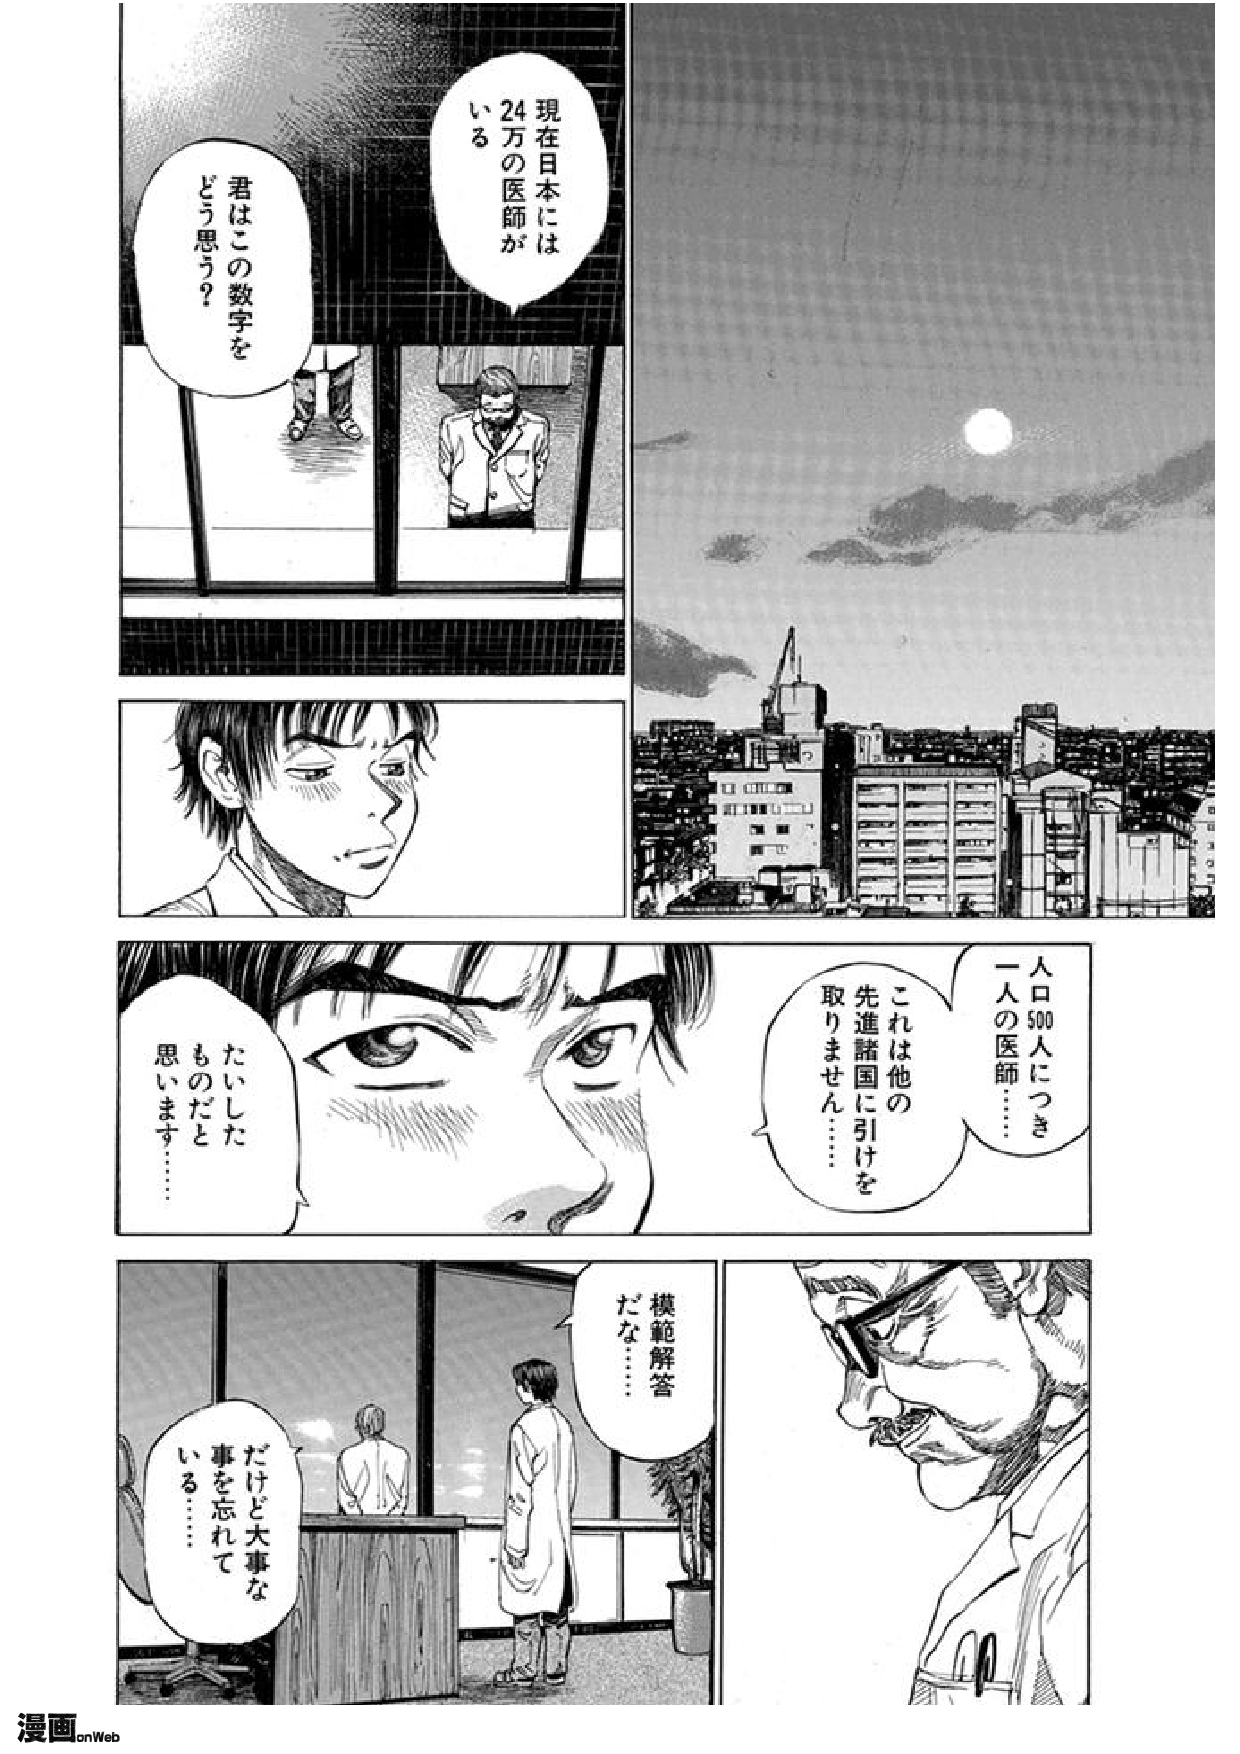 現在日本には
24万の医師が
いる
君はこの数字を
どう思う?
人口500人につき
一人の医師……
これは他の
先進諸国に引けを
取りません……
たいした
ものだと
思います……
模範解答
だな……
だけど大事な
事を忘れて
いる……
漫画onWeb